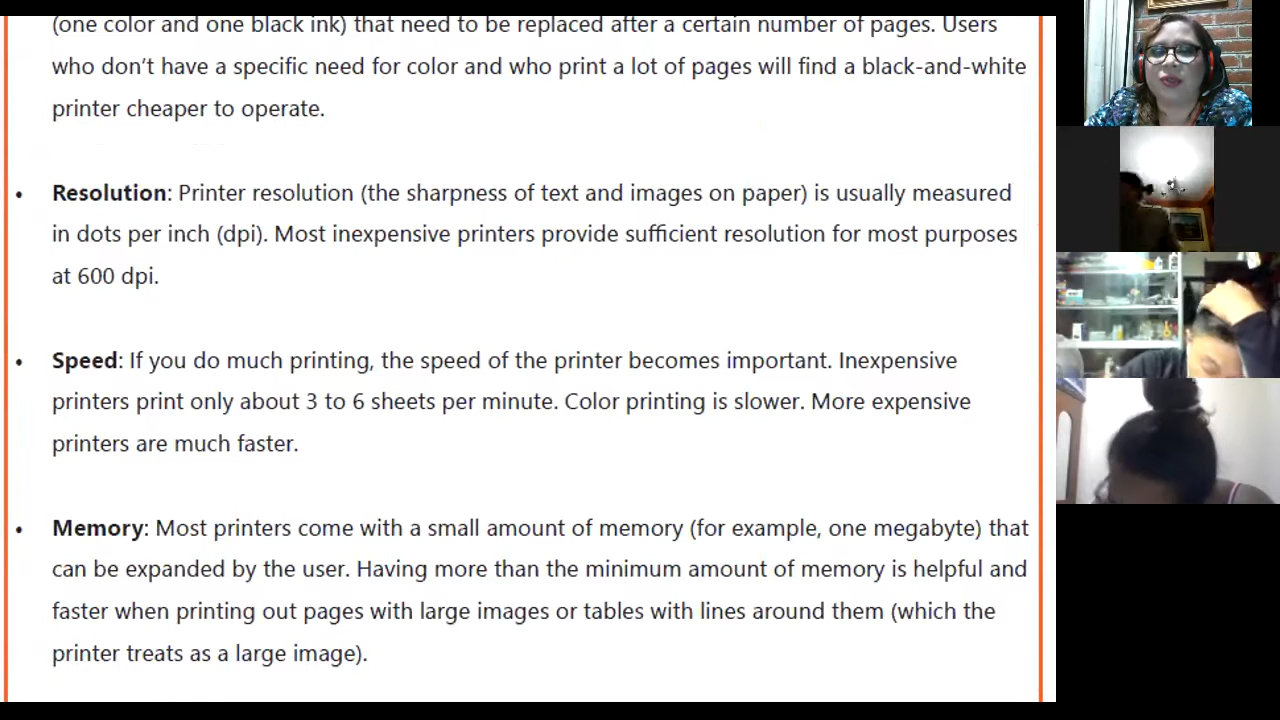 (one color and one black ink) that need to be replaced after a certain number of pages. Users
who don’t have a specific need for color and who print a lot of pages will find a black-and-white
printer cheaper to operate.
• Resolution: Printer resolution (the sharpness of text and images on paper) is usually measured
in dots per inch (dpi). Most inexpensive printers provide sufficient resolution for most purposes
at 600 dpi.
• Speed: If you do much printing, the speed of the printer becomes important. Inexpensive
printers print only about 3 to 6 sheets per minute. Color printing is slower. More expensive
printers are much faster.
• Memory: Most printers come with a small amount of memory (for example, one megabyte) that
can be expanded by the user. Having more than the minimum amount of memory is helpful and
faster when printing out pages with large images or tables with lines around them (which the
printer treats as a large image).